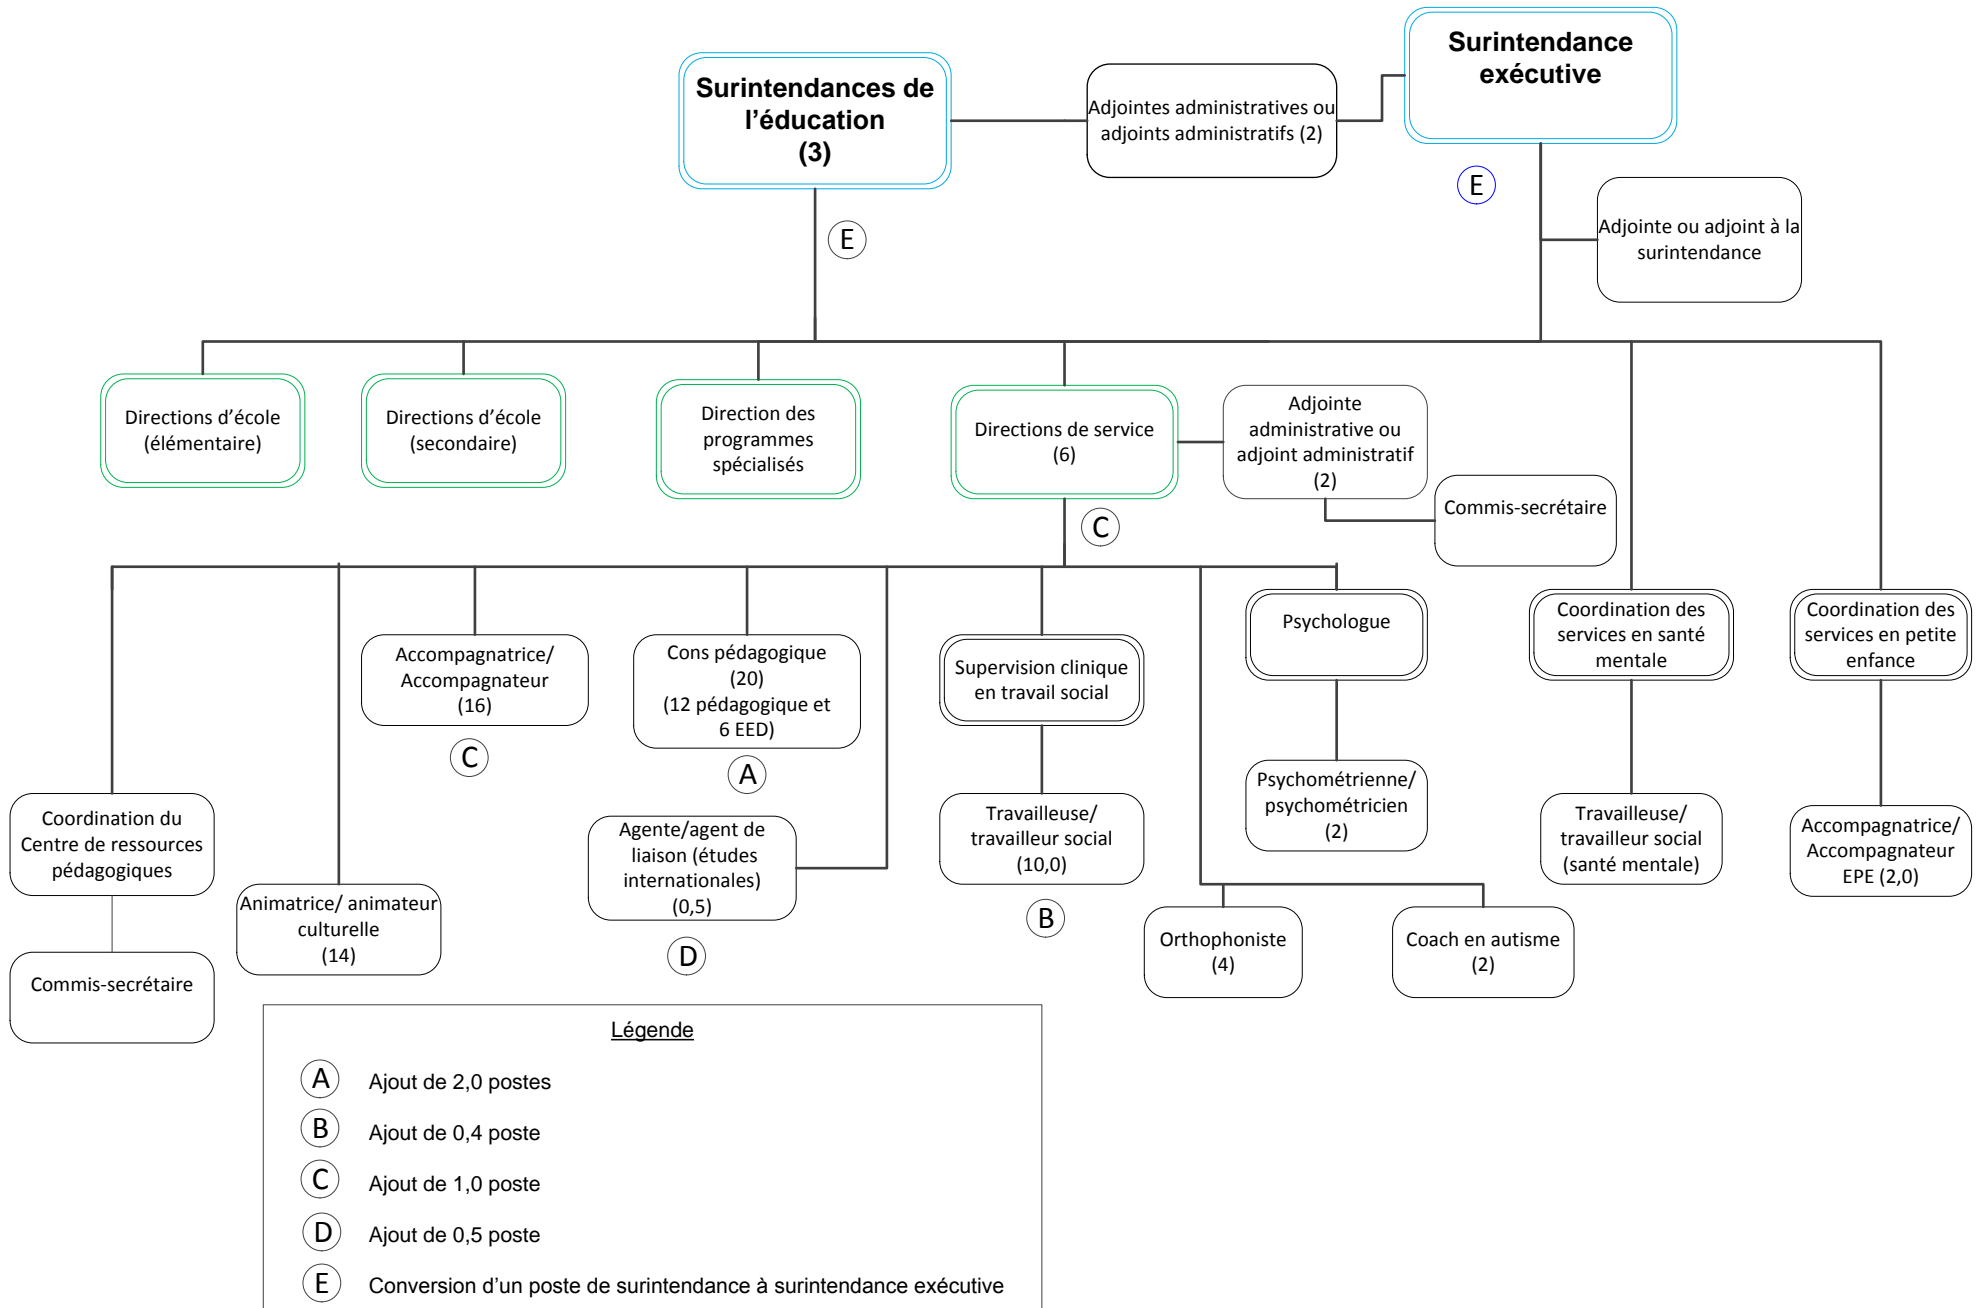 Surintendance
exécutive
Surintendances de
l’éducation
(3)
Adjointes administratives ou
adjoints administratifs (2)
E
Adjointe ou adjoint à la
surintendance
E
Directions d’école
(élémentaire)
Directions d’école
(secondaire)
Direction des
programmes
spécialisés
Directions de service
(6)
Adjointe
administrative ou
adjoint administratif
(2)
Commis-secrétaire
C
Accompagnatrice/
Accompagnateur
(16)
C
Cons pédagogique
(20)
(12 pédagogique et
6 EED)
A
Supervision clinique
en travail social
Psychologue
Coordination des
services en santé
mentale
Coordination des
services en petite
enfance
Coordination du
Centre de ressources
pédagogiques
Animatrice/ animateur
culturelle
(14)
Agente/agent de
liaison (études
internationales)
(0,5)
D
Travailleuse/
travailleur social
(10,0)
B
Psychométrienne/
psychométricien
(2)
Travailleuse/
travailleur social
(santé mentale)
Accompagnatrice/
Accompagnateur
EPE (2,0)
Orthophoniste
(4)
Coach en autisme
(2)
Commis-secrétaire
Légende
A Ajout de 2,0 postes
B Ajout de 0,4 poste
C Ajout de 1,0 poste
D Ajout de 0,5 poste
E Conversion d’un poste de surintendance à surintendance exécutive